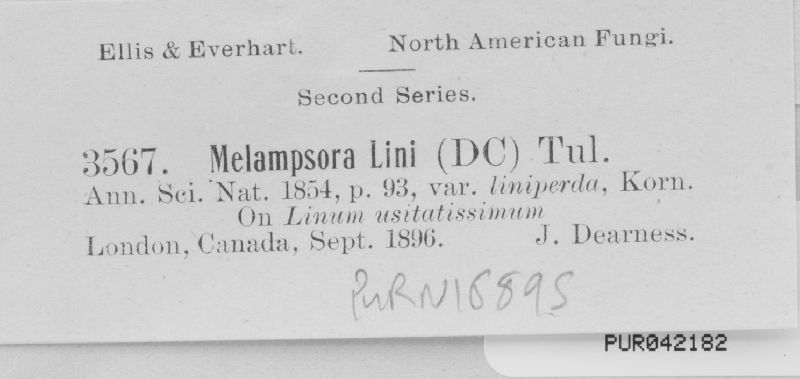 Ellis & Everhart. North American Fungi.
Second Series.
3567. Melampsora Lini (DC) Tul.
Ann. Sci. Nat. 1854, p. 93, var. liniperda, Korn.
On Linum usitatissimum
London, Canada, Sept. 1896. J. Dearness.
PURN16895
PUR042182